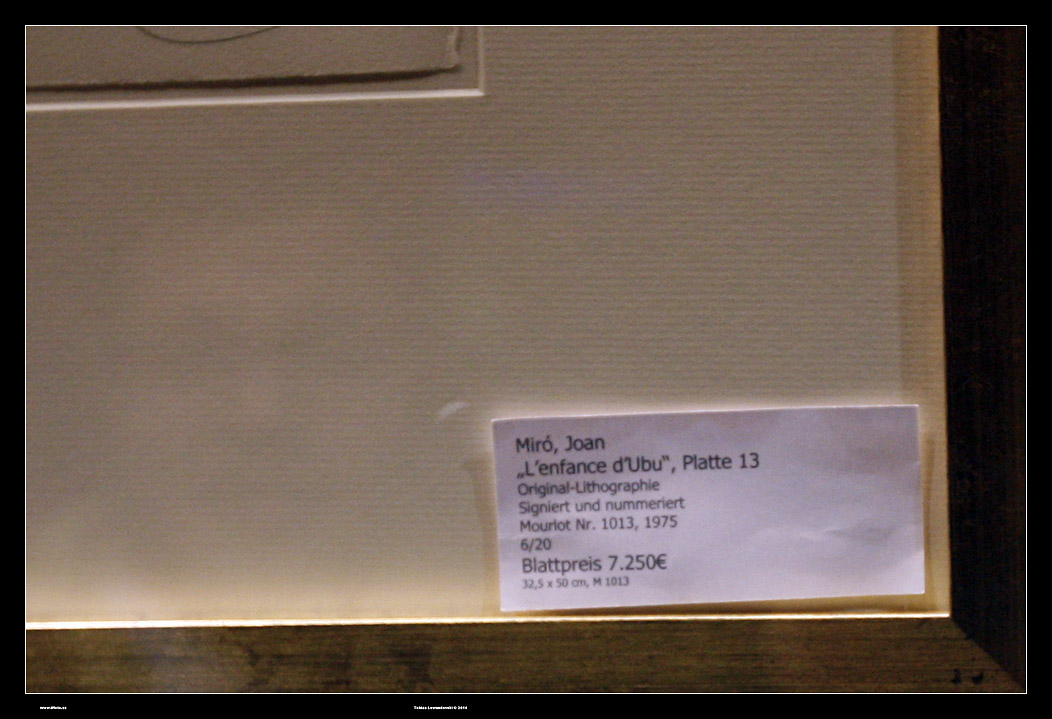 Miró, Joan
„L'enfance d'Ubu“, Platte 13
Original-Lithographie
Signiert und nummeriert
Mourlot Nr. 1013, 1975
6/20
Blattpreis 7.250€
32,5 x 50 cm, M 1013